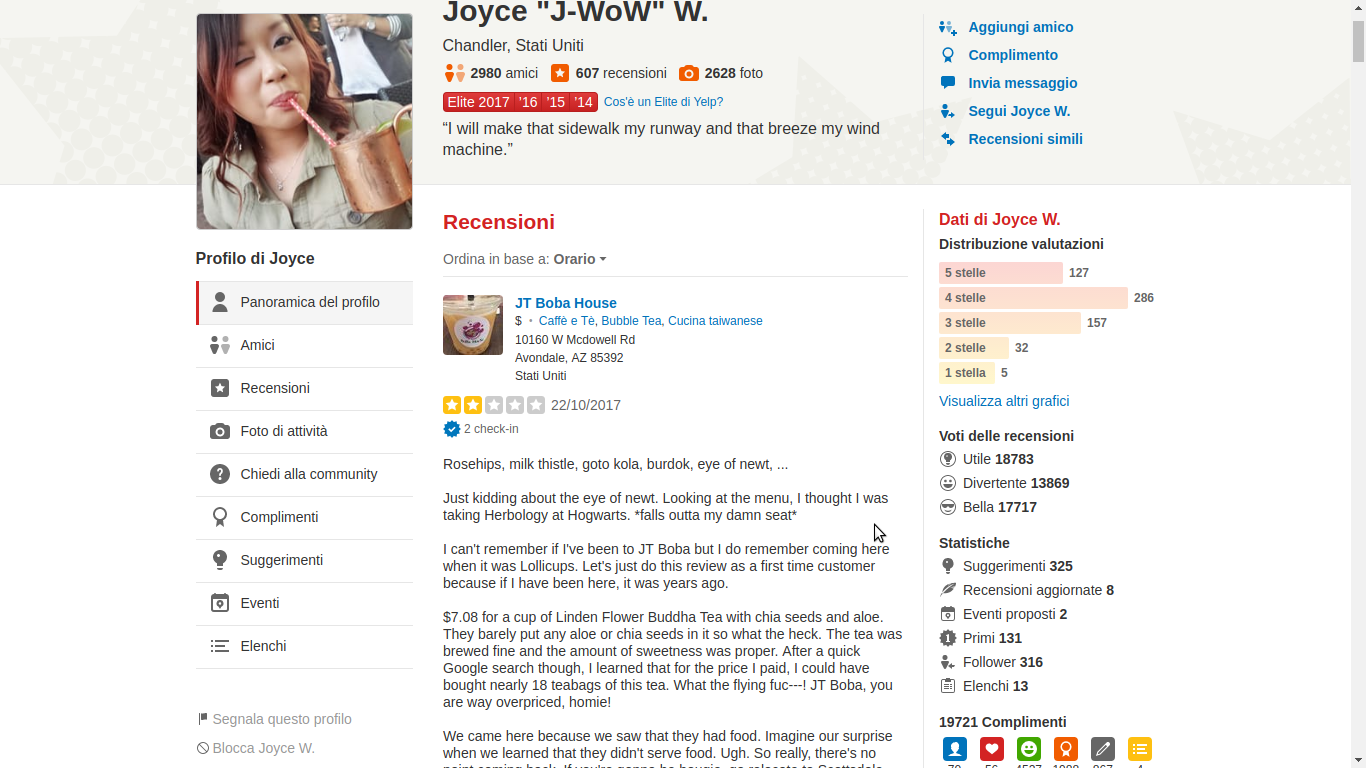 Joyce "J-WoW" W.
Chandler, Stati Uniti
2980 amici 607 recensioni 2628 foto
Elite 2017 '16 '15 '14 Cos'è un Elite di Yelp?
“I will make that sidewalk my runway and that breeze my wind
machine.”
Aggiungi amico
Complimento
Invia messaggio
Segui Joyce W.
Recensioni simili
Profilo di Joyce
Panoramica del profilo
Amici
Recensioni
Foto di attività
Chiedi alla community
Complimenti
Suggerimenti
Eventi
Elenchi
Segnala questo profilo
Blocca Joyce W.
Recensioni
Ordina in base a: Orario
JT Boba House
$ • Caffè e Tè, Bubble Tea, Cucina taiwanese
10160 W Mcdowell Rd
Avondale, AZ 85392
Stati Uniti
22/10/2017
2 check-in
Rosehips, milk thistle, goto kola, burdok, eye of newt, ...
Just kidding about the eye of newt. Looking at the menu, I thought I was
taking Herbology at Hogwarts. *falls outta my damn seat*
I can't remember if I've been to JT Boba but I do remember coming here
when it was Lollicups. Let's just do this review as a first time customer
because if I have been here, it was years ago.
$7.08 for a cup of Linden Flower Buddha Tea with chia seeds and aloe.
They barely put any aloe or chia seeds in it so what the heck. The tea was
brewed fine and the amount of sweetness was proper. After a quick
Google search though, I learned that for the price I paid, I could have
bought nearly 18 teabags of this tea. What the flying fuc---! JT Boba, you
are way overpriced, homie!
We came here because we saw that they had food. Imagine our surprise
when we learned that they didn't serve food. Ugh. So really, there's no
Dati di Joyce W.
Distribuzione valutazioni
5 stelle 127
4 stelle 286
3 stelle 157
2 stelle 32
1 stella 5
Visualizza altri grafici
Voti delle recensioni
Utile 18783
Divertente 13869
Bella 17717
Statistiche
Suggerimenti 325
Recensioni aggiornate 8
Eventi proposti 2
Primi 131
Follower 316
Elenchi 13
19721 Complimenti